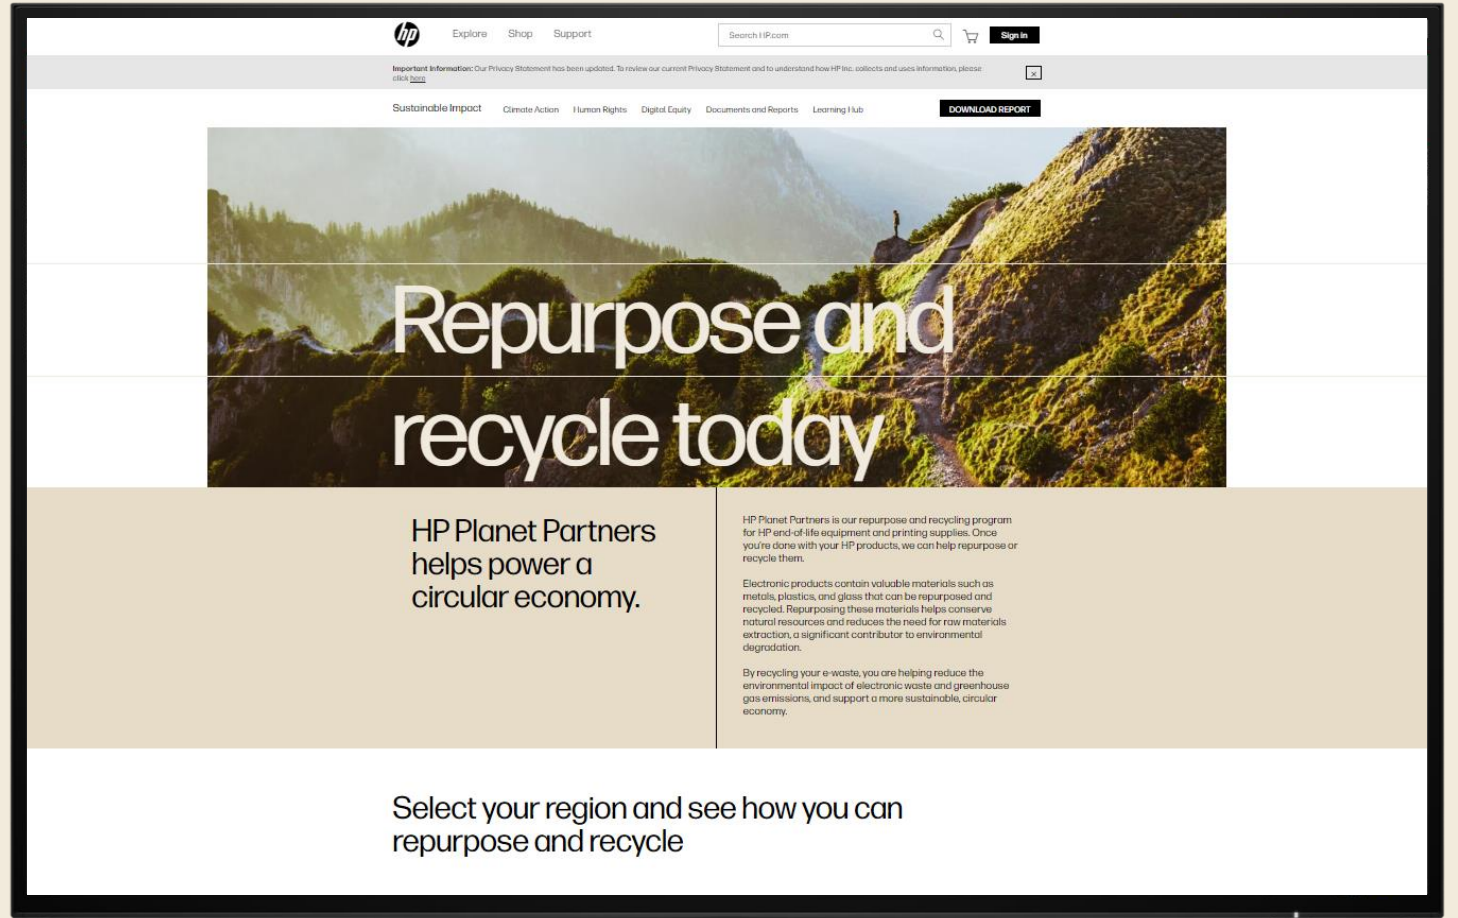 hp
Explore Shop Support
Search HP.com
Sign in
Important Information: Our Privacy Statement has been updated. To review our current Privacy Statement and to understand how HP Inc. collects and uses information, please
click here
Sustainable Impact Climate Action Human Rights Digital Equity Documents and Reports Learning Hub
DOWNLOAD REPORT
Repurpose and
recycle today
HP Planet Partners
helps power a
circular economy.
HP Planet Partners is our repurpose and recycling program
for HP end-of-life equipment and printing supplies. Once
you're done with your HP products, we can help repurpose or
recycle them.
Electronic products contain valuable materials such as
metals, plastics, and glass that can be repurposed and
recycled. Repurposing these materials helps conserve
natural resources and reduces the need for raw materials
extraction, a significant contributor to environmental
degradation.
By recycling your e-waste, you are helping reduce the
environmental impact of electronic waste and greenhouse
gas emissions, and support a more sustainable, circular
economy.
Select your region and see how you can
repurpose and recycle